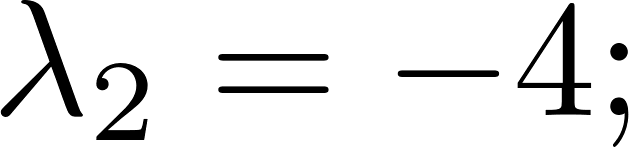 λ₂ = −4;